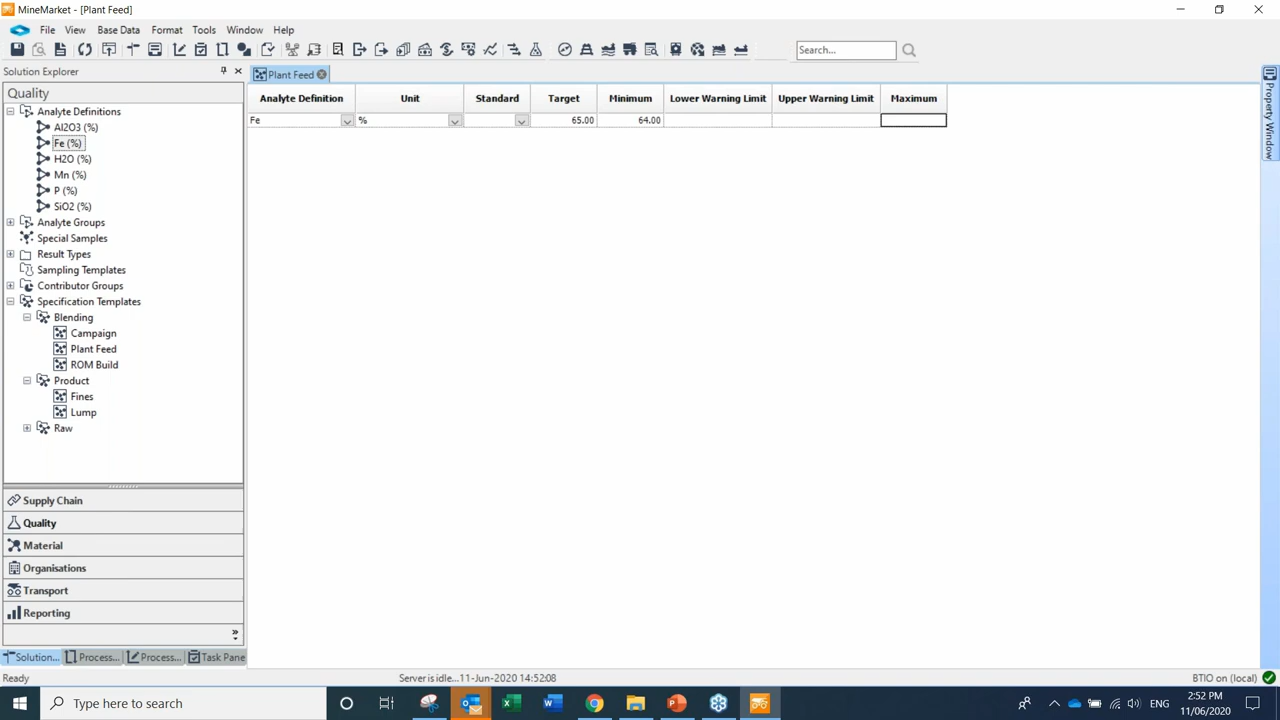 MineMarket - [Plant Feed]
File View Base Data Format Tools Window Help
Search...
Solution Explorer
Plant Feed
Quality
Analyte Definition Unit Standard Target Minimum Lower Warning Limit Upper Warning Limit Maximum
Fe % 65.00 64.00
Analyte Definitions
Al2O3 (%)
Fe (%)
H2O (%)
Mn (%)
P (%)
SiO2 (%)
Analyte Groups
Special Samples
Result Types
Sampling Templates
Contributor Groups
Specification Templates
Blending
Campaign
Plant Feed
ROM Build
Product
Fines
Lump
Raw
Supply Chain
Quality
Material
Organisations
Transport
Reporting
Solution... Process... Process... Task Pane
Property Window
Ready Server is idle...11-Jun-2020 14:52:08 BTIO on (local)
Type here to search
ENG
2:52 PM
11/06/2020